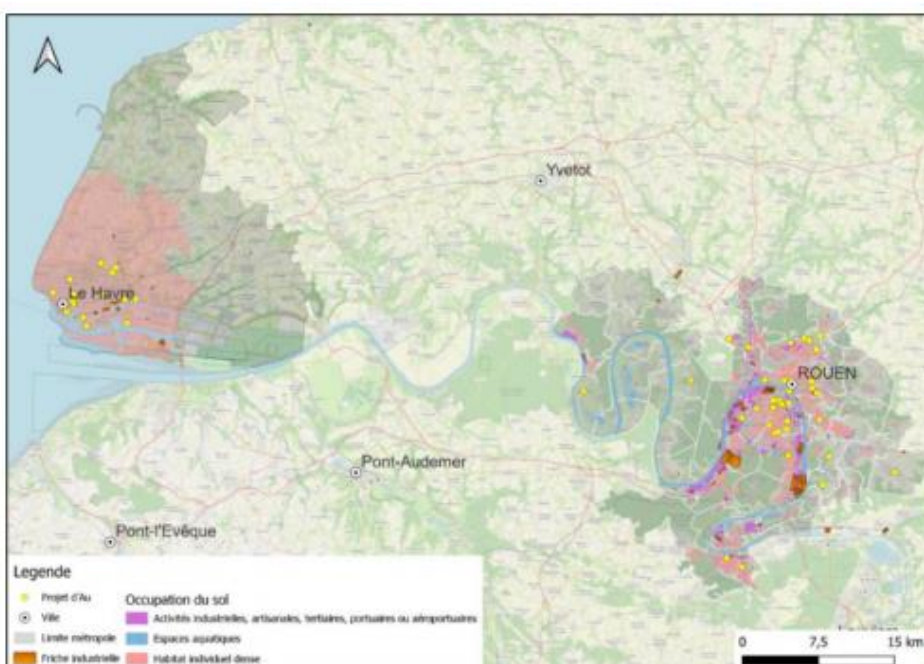 Yvetot
Le Havre
ROUEN
Pont-Audemer
Pont-l'Evêque
Legende
Projet d'Au
Ville
Limite métropole
Friche industrielle
Occupation du sol
Activités industrielles, artisanales, tertiaires, portuaires ou aéroportuaires
Espaces aquatiques
Habitat individuel dense
0 7,5 15 km